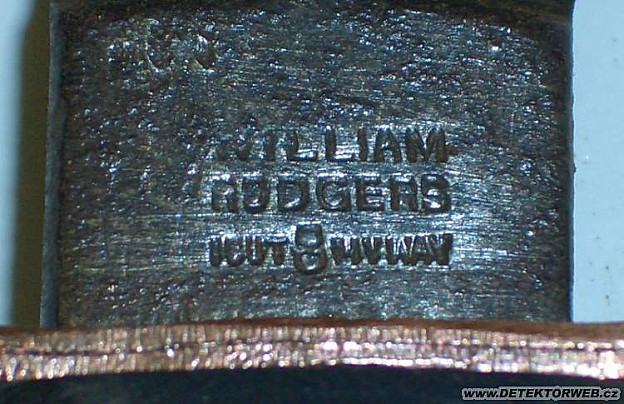 WILLIAM
RODGERS
I CUT MY WAY
WWW.DETEKTORWEB.CZ